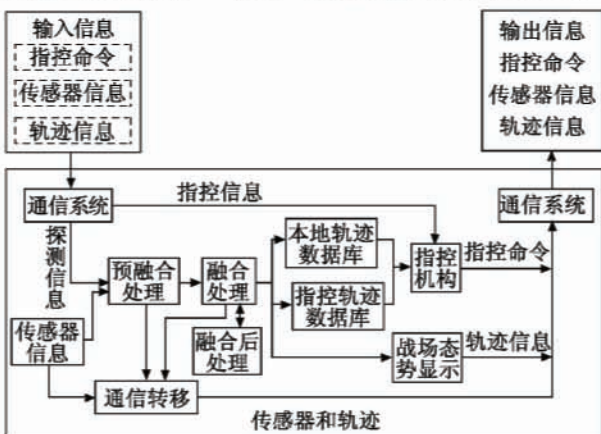 输入信息
指控命令
传感器信息
轨迹信息
输出信息
指控命令
传感器信息
轨迹信息
通信系统
指控信息
通信系统
探测信息
预融合
处理
融合
处理
本地轨迹
数据库
指控
机构
指控命令
指控轨迹
数据库
传感器
信息
融合后
处理
战场态
势显示
轨迹信息
通信转移
传感器和轨迹